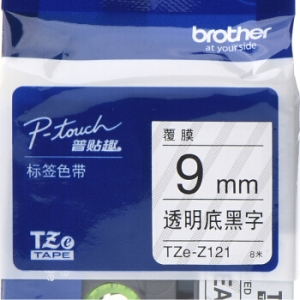 brother
at your side
P-touch
普贴趣
标签色带
TZe
TAPE
覆膜
9 mm
透明底黑字
TZe-Z121
8米